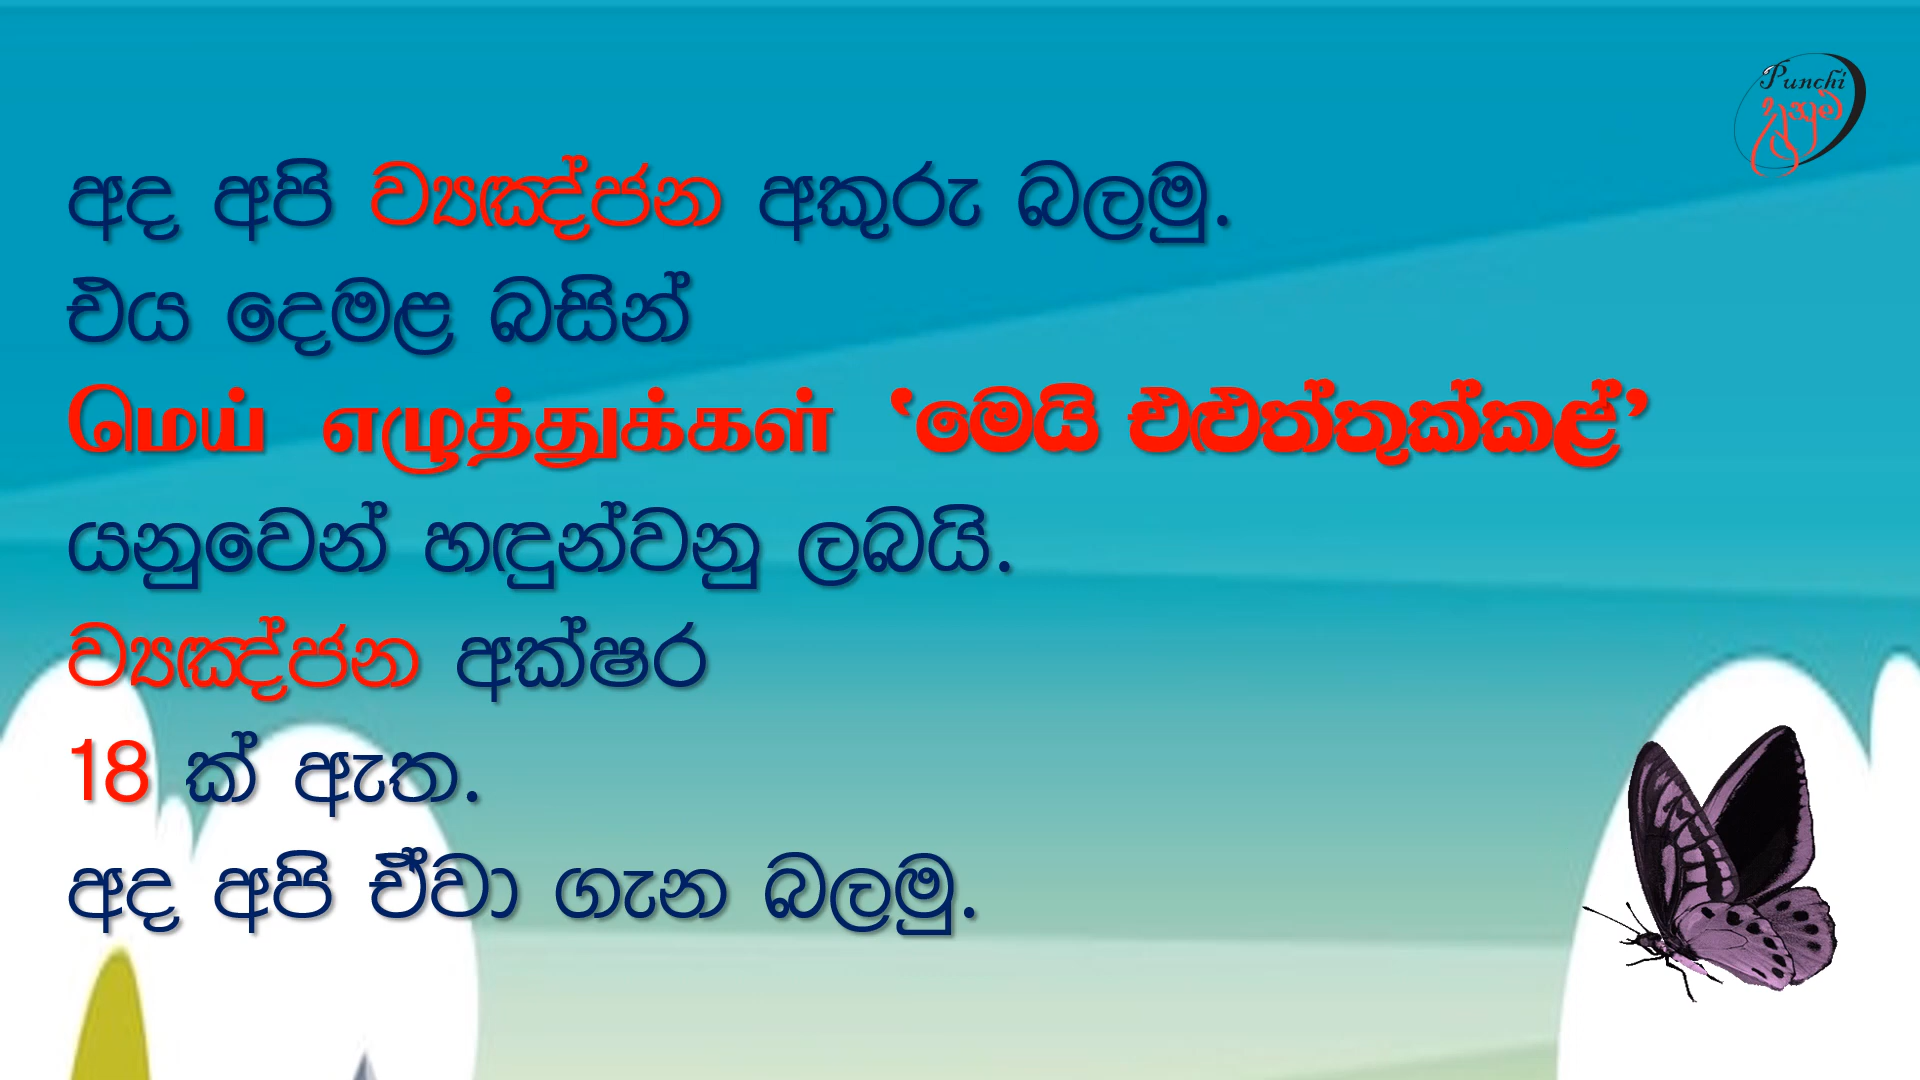 Punchi
අද අපි ව්‍යඤ්ජන අකුරු බලමු.
එය දෙමළ බසින්
மெய் எழுத்துக்கள் ‘මෙයි එළුත්තුක්කළ්’
යනුවෙන් හඳුන්වනු ලබයි.
ව්‍යඤ්ජන අක්ෂර
18 ක් ඇත.
අද අපි ඒවා ගැන බලමු.